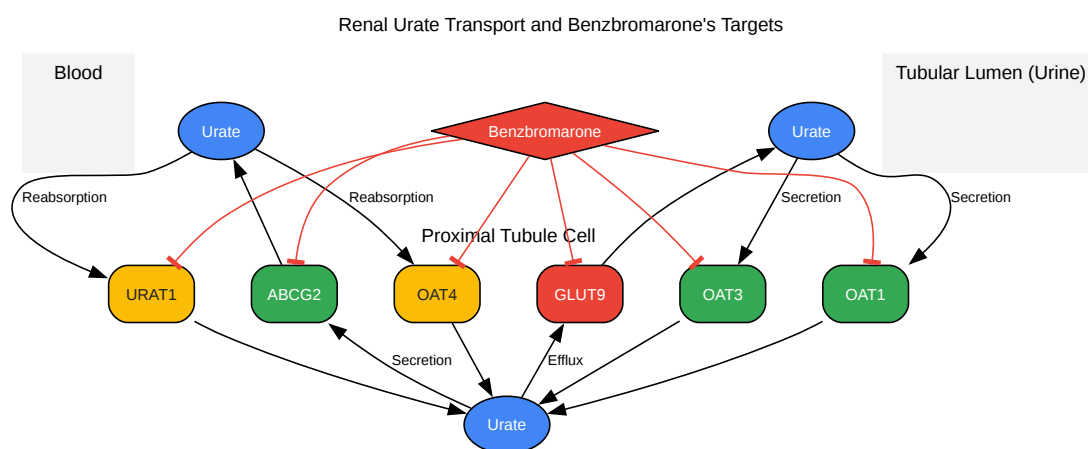 Renal Urate Transport and Benzbromarone's Targets
Blood
Tubular Lumen (Urine)
Urate
Benzbromarone
Urate
Reabsorption
Reabsorption
Secretion
Secretion
Proximal Tubule Cell
URAT1
ABCG2
OAT4
GLUT9
OAT3
OAT1
Secretion
Efflux
Urate